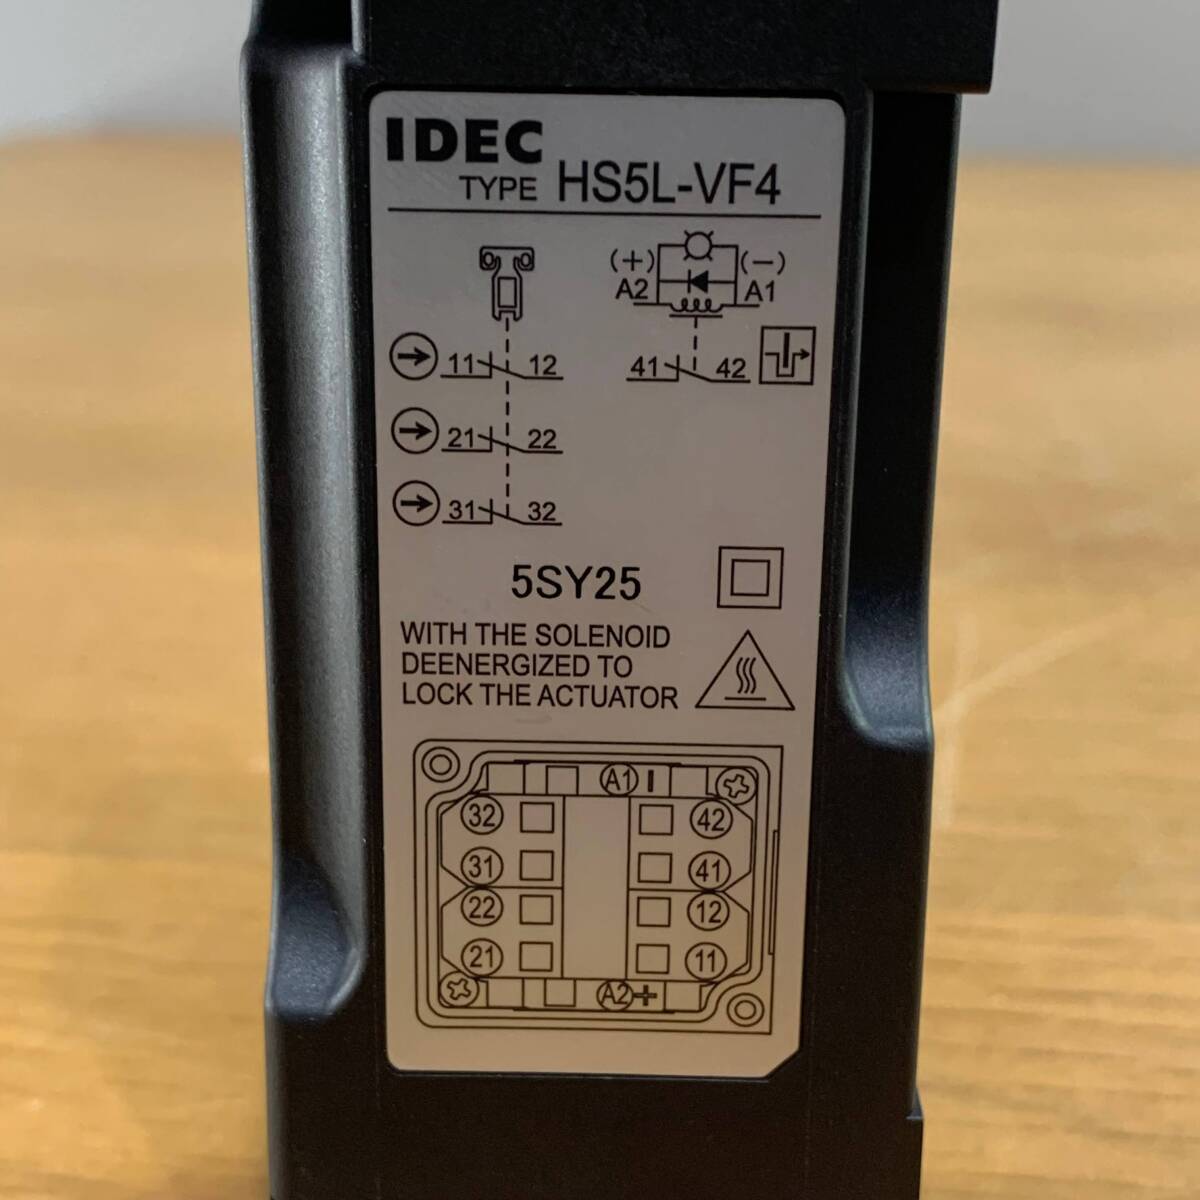 IDEC
TYPE HS5L-VF4
(+) (−)
A2 A1
11 12 41 42
21 22
31 32
5SY25
WITH THE SOLENOID
DEENERGIZED TO
LOCK THE ACTUATOR
A1 −
32 42
31 41
22 12
21 11
A2 +